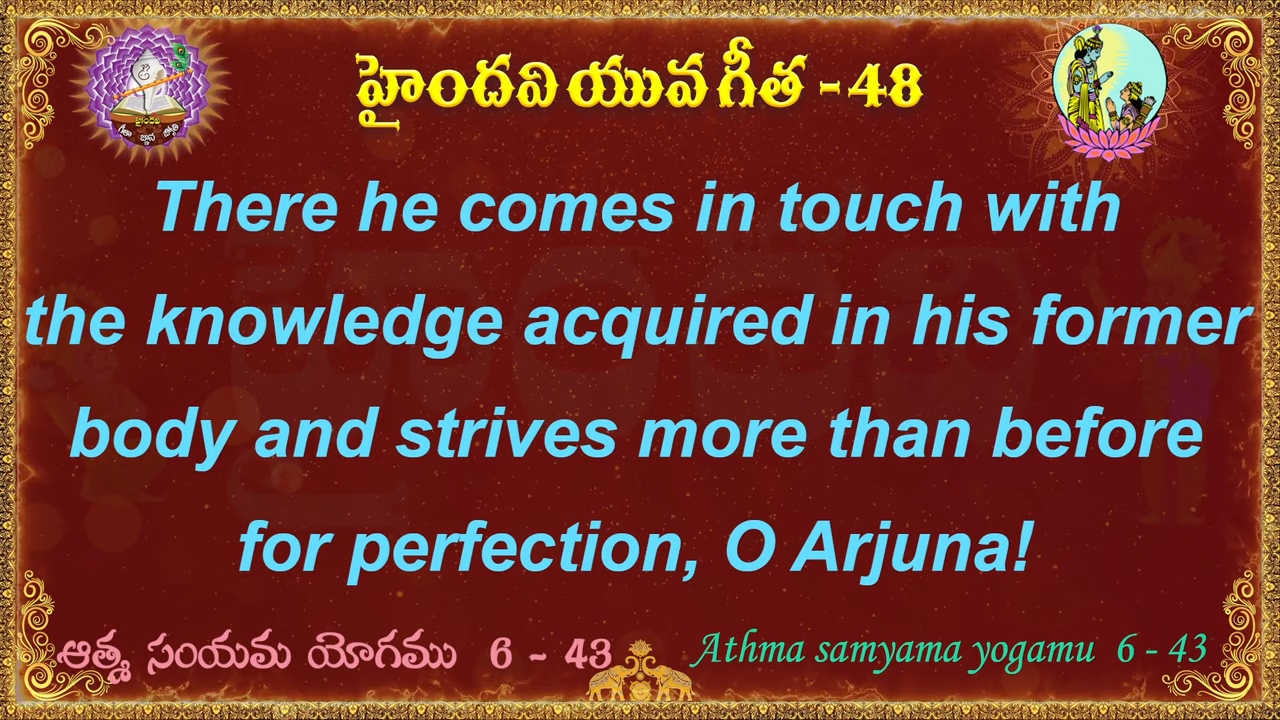 హైందవి యువ గీత - 48
There he comes in touch with
the knowledge acquired in his former
body and strives more than before
for perfection, O Arjuna!
ఆత్మ సంయమ యోగము 6 - 43
Athma samyama yogamu 6 - 43